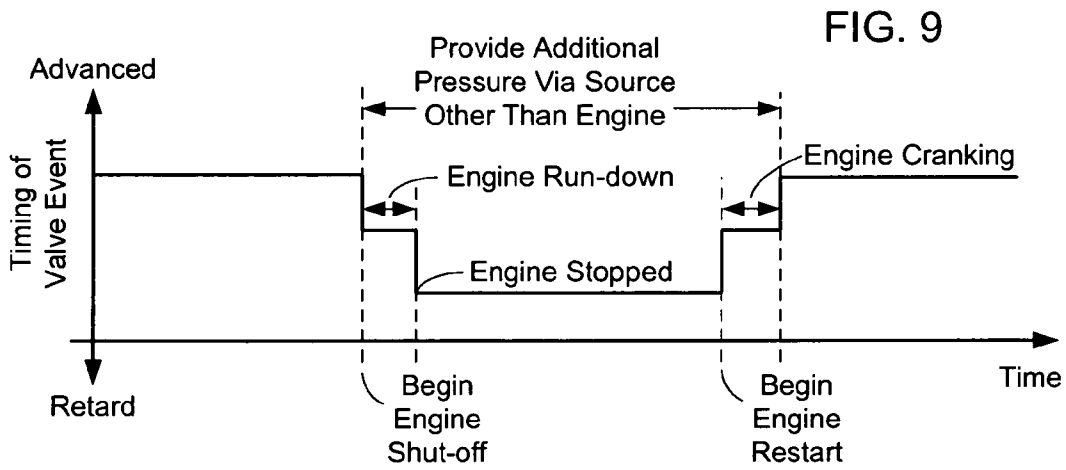 FIG. 9
Provide Additional
Pressure Via Source
Other Than Engine
Advanced
Timing of
Valve Event
Engine Run-down
Engine Cranking
Engine Stopped
Retard
Begin
Engine
Shut-off
Begin
Engine
Restart
Time